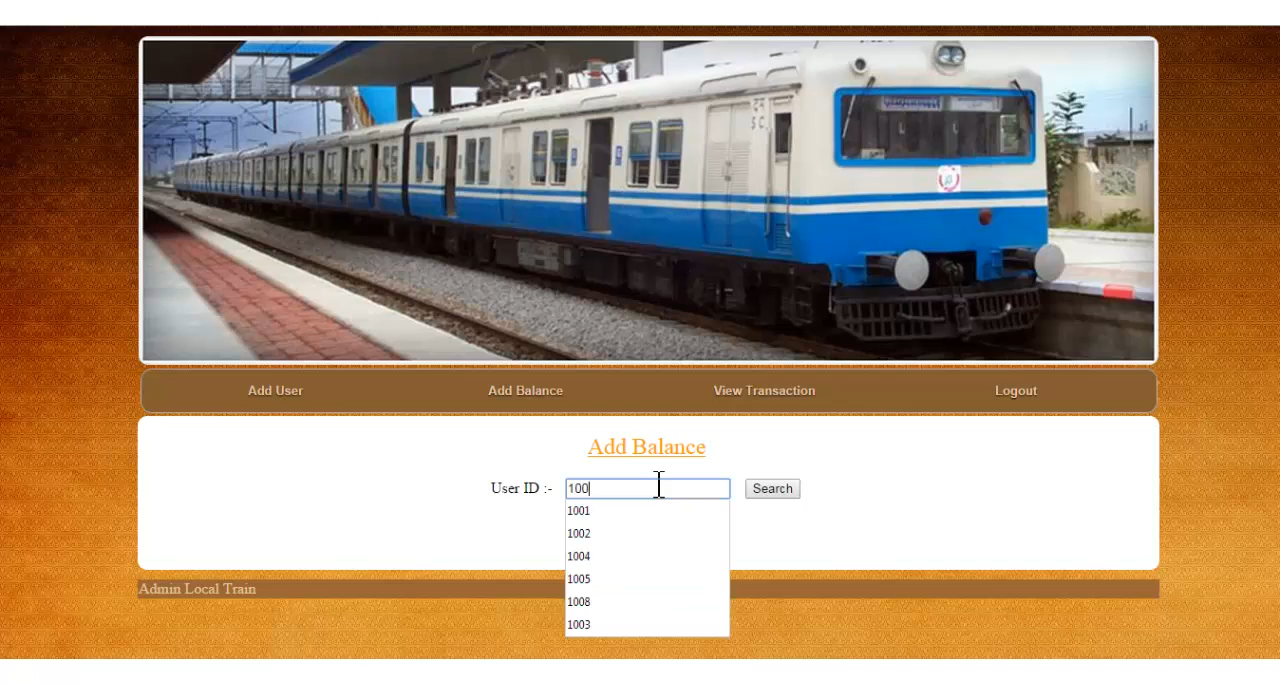 Add User
Add Balance
View Transaction
Logout
Add Balance
User ID :-
100
Search
1001
1002
1004
1005
1008
1003
Admin Local Train